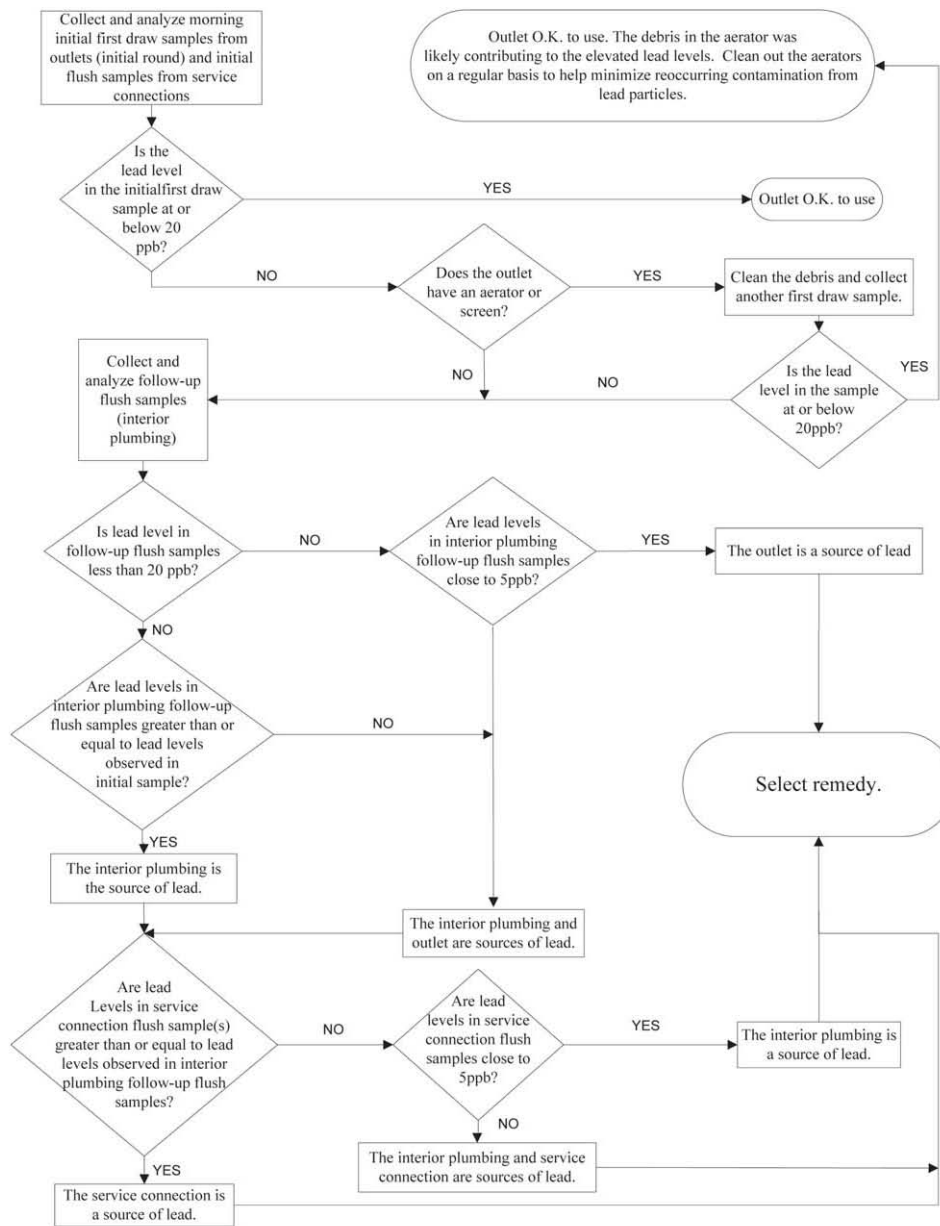 Collect and analyze morning
initial first draw samples from
outlets (initial round) and initial
flush samples from service
connections
Outlet O.K. to use. The debris in the aerator was
likely contributing to the elevated lead levels. Clean out the aerators
on a regular basis to help minimize reoccurring contamination from
lead particles.
Is the
lead level
in the initialfirst draw
sample at or
below 20
ppb?
YES
Outlet O.K. to use
NO
Does the outlet
have an aerator or
screen?
YES
Clean the debris and collect
another first draw sample.
NO
NO
Is the lead
level in the sample
at or below
20ppb?
YES
Collect and
analyze follow-up
flush samples
(interior
plumbing)
Is lead level in
follow-up flush samples
less than 20 ppb?
NO
Are lead levels
in interior plumbing
follow-up flush samples
close to 5ppb?
YES
The outlet is a source of lead
NO
Are lead levels in
interior plumbing follow-up
flush samples greater than or
equal to lead levels
observed in
initial sample?
NO
Select remedy.
YES
The interior plumbing is
the source of lead.
The interior plumbing and
outlet are sources of lead.
Are lead
Levels in service
connection flush sample(s)
greater than or equal to lead
levels observed in interior
plumbing follow-up flush
samples?
NO
Are lead
levels in service
connection flush
samples close to
5ppb?
YES
The interior plumbing is
a source of lead.
NO
The interior plumbing and service
connection are sources of lead.
YES
The service connection is
a source of lead.